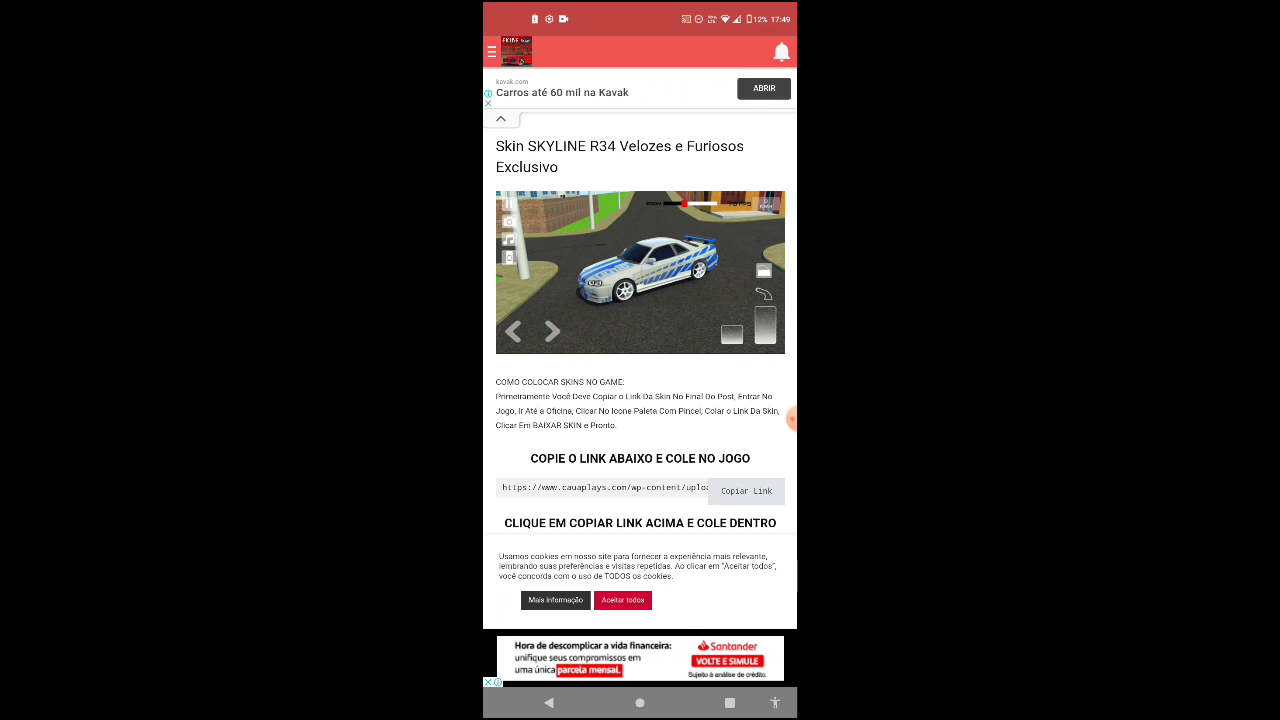 12% 17:49
kavak.com
Carros até 60 mil na Kavak
ABRIR
Skin SKYLINE R34 Velozes e Furiosos
Exclusivo
COMO COLOCAR SKINS NO GAME:
Primeiramente Você Deve Copiar o Link Da Skin No Final Do Post, Entrar No
Jogo, Ir Até a Oficina, Clicar No Icone Paleta Com Pincel, Colar o Link Da Skin,
Clicar Em BAIXAR SKIN e Pronto.
COPIE O LINK ABAIXO E COLE NO JOGO
https://www.cauaplays.com/wp-content/uploa
Copiar Link
CLIQUE EM COPIAR LINK ACIMA E COLE DENTRO
Usamos cookies em nosso site para fornecer a experiência mais relevante,
lembrando suas preferências e visitas repetidas. Ao clicar em “Aceitar todos”,
você concorda com o uso de TODOS os cookies.
Mais informação
Aceitar todos
Hora de descomplicar a vida financeira:
unifique seus compromissos em
uma única parcela mensal.
Santander
VOLTE E SIMULE
Sujeito à análise de crédito.